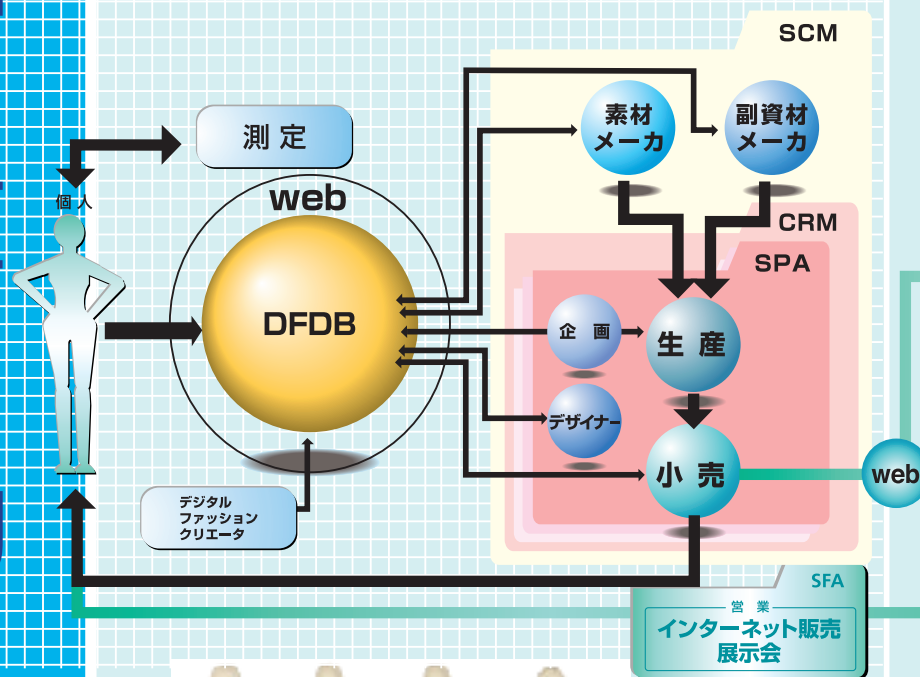 SCM
素材
メーカ
副資材
メーカ
測定
web
個人
CRM
SPA
DFDB
企画
生産
デザイナー
小売
web
デジタル
ファッション
クリエータ
SFA
営業
インターネット販売
展示会